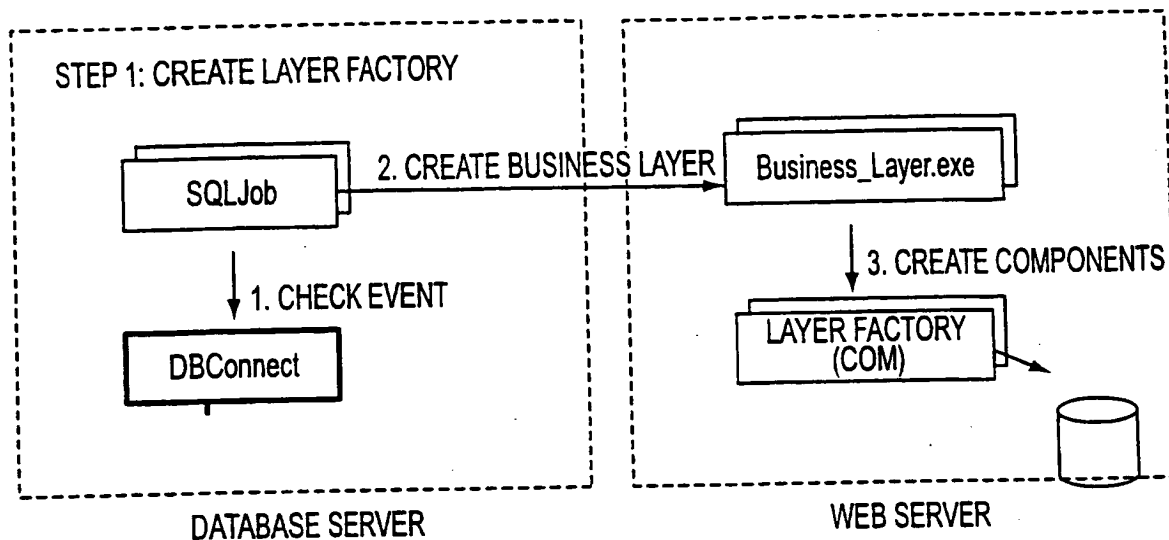 STEP 1: CREATE LAYER FACTORY
SQLJob
2. CREATE BUSINESS LAYER
Business_Layer.exe
1. CHECK EVENT
3. CREATE COMPONENTS
DBConnect
LAYER FACTORY
(COM)
DATABASE SERVER
WEB SERVER